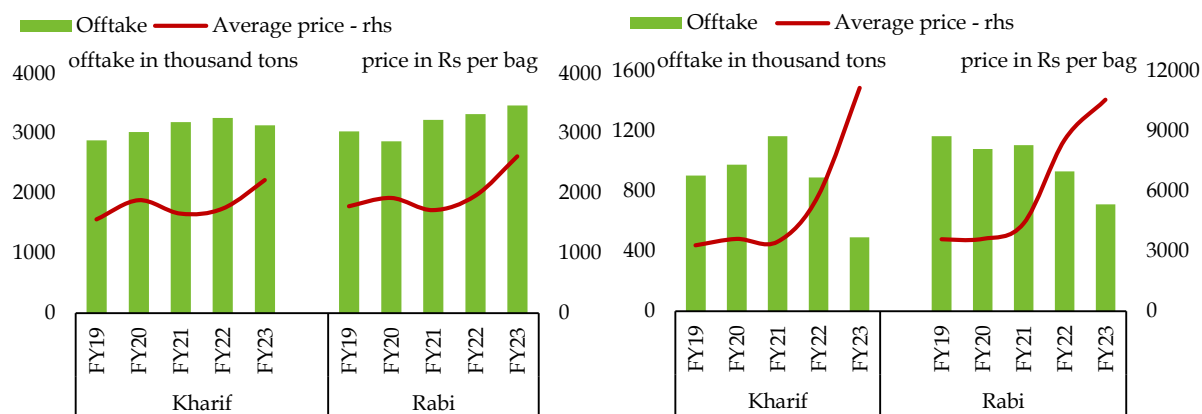 Offtake Average price - rhs
offtake in thousand tons price in Rs per bag
4000 4000
3000 3000
2000 2000
1000 1000
0 0
FY19 FY20 FY21 FY22 FY23 FY19 FY20 FY21 FY22 FY23
Kharif Rabi
Offtake Average price - rhs
offtake in thousand tons price in Rs per bag
1600 12000
1200 9000
800 6000
400 3000
0 0
FY19 FY20 FY21 FY22 FY23 FY19 FY20 FY21 FY22 FY23
Kharif Rabi